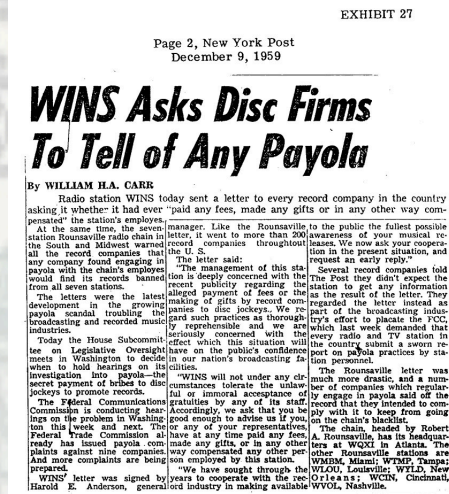 EXHIBIT 27
Page 2, New York Post
December 9, 1959
WINS Asks Disc Firms
To Tell of Any Payola
By WILLIAM H.A. CARR
Radio station WINS today sent a letter to every record company in the country
asking it whether it had ever "paid any fees, made any gifts or in any other way com-
pensated" the station's employes.
At the same time, the seven-
station Rounsaville radio chain in
the South and Midwest warned
all the record companies that
any company found engaging in
payola with the chain's employes
would find its records banned
from all seven stations.
The letters were the latest
development in the growing
payola scandal troubling the
broadcasting and recorded music
industries.
Today the House Subcommit-
tee on Legislative Oversight
meets in Washington to decide
when to hold hearings on its
investigation into payola—the
secret payment of bribes to disc
jockeys to promote records.
The Federal Communications
Commission is conducting hear-
ings on the problem in Washing-
ton this week and next. The
Federal Trade Commission al-
ready has issued payola com-
plaints against nine companies.
And more complaints are being
prepared.
WINS' letter was signed by
Harold E. Anderson, general
manager. Like the Rounsaville
letter, it went to more than 200
record companies throughtout
the U. S.
The letter said:
"The management of this sta-
tion is deeply concerned with the
recent publicity regarding the
alleged payment of fees or the
making of gifts by record com-
panies to disc jockeys. We re-
gard such practices as thorough-
ly reprehensible and we are
seriously concerned with the
effect which this situation will
have on the public's confidence
in our nation's broadcasting fa-
cilities.
"WINS will not under any cir-
cumstances tolerate the unlaw-
ful or immoral acceptance of
gratuities by any of its staff.
Accordingly, we ask that you be
good enough to advise us if you,
or any of your representatives,
have at any time paid any fees,
made any gifts, or in any other
way compensated any other per-
son employed by this station.
"We have sought through the
years to cooperate with the rec-
ord industry in making available
to the public the fullest possible
awareness of your musical re-
leases. We now ask your coopera-
tion in the present situation, and
request an early reply."
Several record companies told
The Post they didn't expect the
station to get any information
as the result of the letter. They
regarded the letter instead as
part of the broadcasting indus-
try's effort to placate the FCC,
which last week demanded that
every radio and TV station in
the country submit a sworn re-
port on payola practices by sta-
tion personnel.
The Rounsaville letter was
much more drastic, and a num-
ber of companies which regular-
ly engage in payola said off the
record that they intended to com-
ply with it to keep from going
on the chain's blacklist.
The chain, headed by Robert
A. Rounsaville, has its headquar-
ters at WQXI in Atlanta. The
other Rounsaville stations are
WMBM, Miami; WTMP, Tampa;
WLOU, Louisville; WYLD, New
Orleans; WCIN, Cincinnati,
WVOL, Nashville.